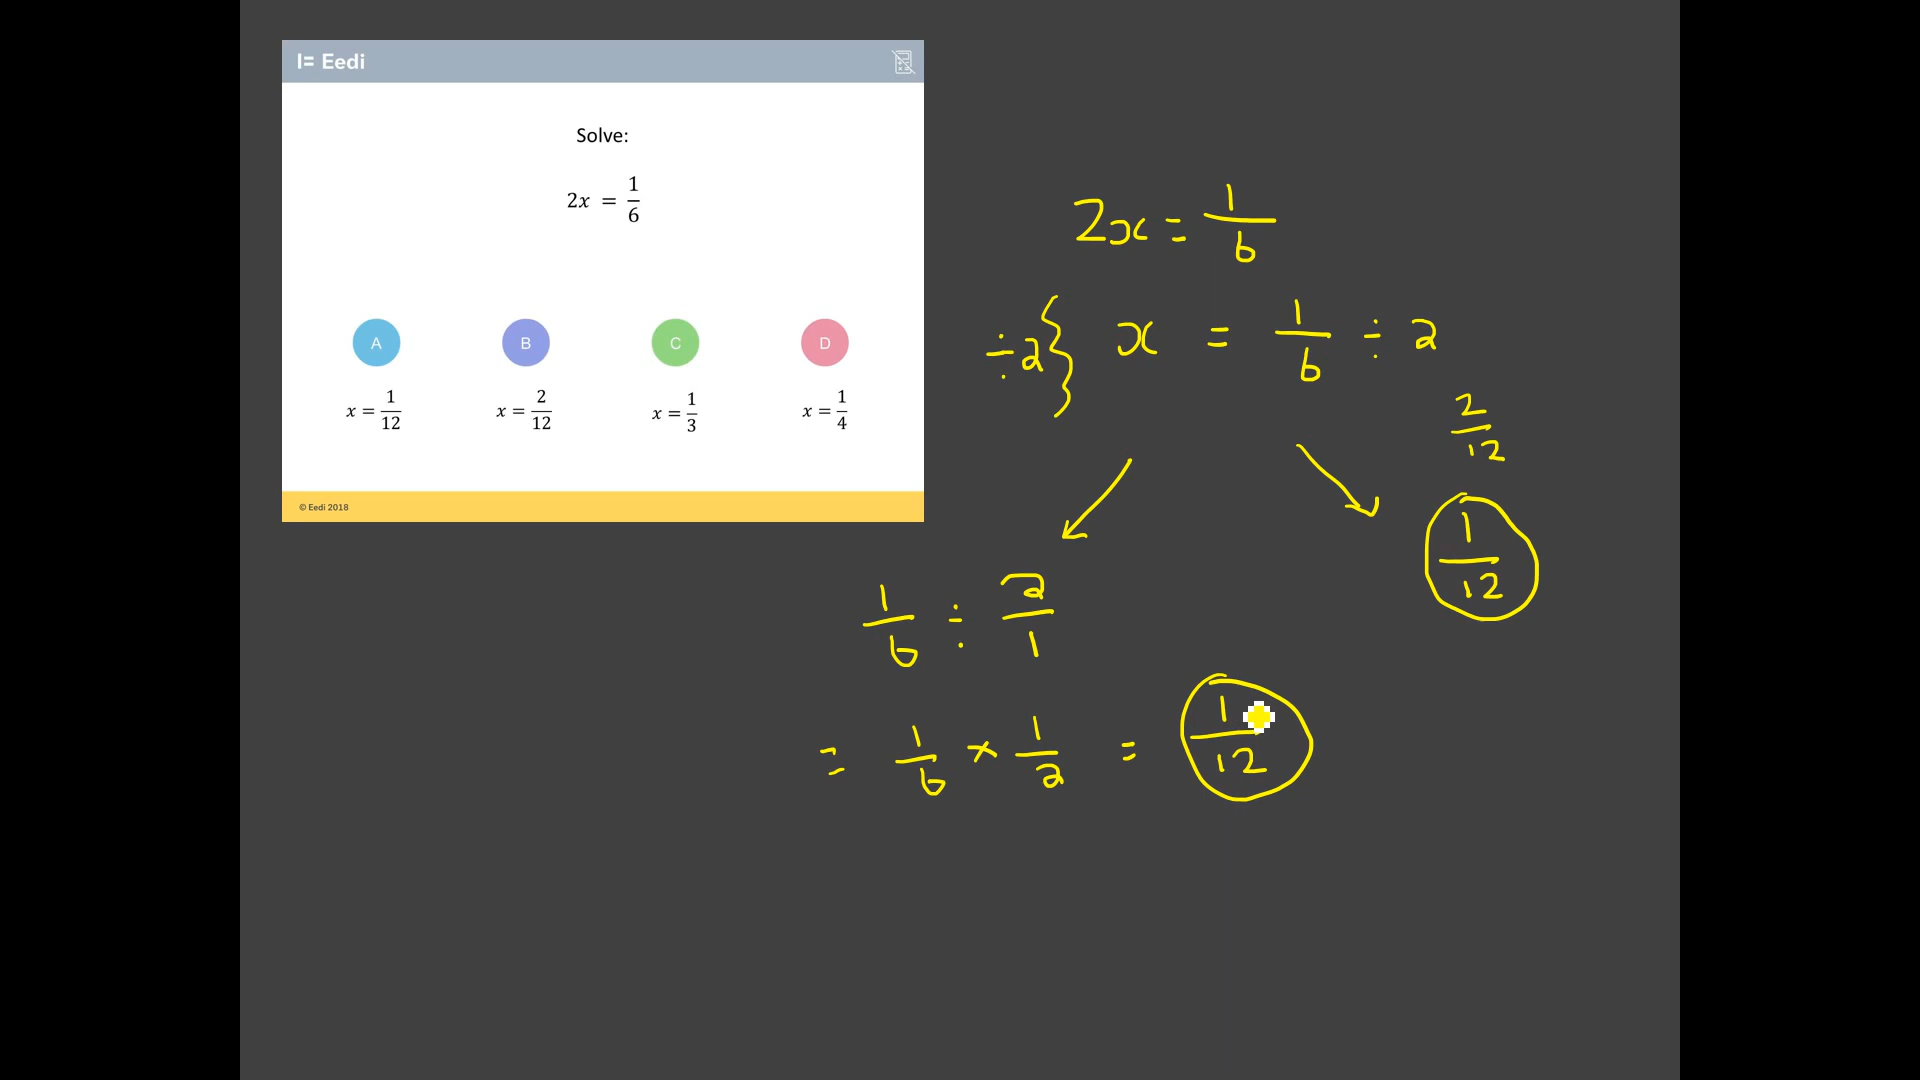 I= Eedi
Solve:
2x = 1/6
A
B
C
D
x = 1/12
x = 2/12
x = 1/3
x = 1/4
© Eedi 2018
2x = 1/6
÷2 } x = 1/6 ÷ 2
2/12
1/12
1/6 ÷ 2/1
= 1/6 × 1/2 = 1/12